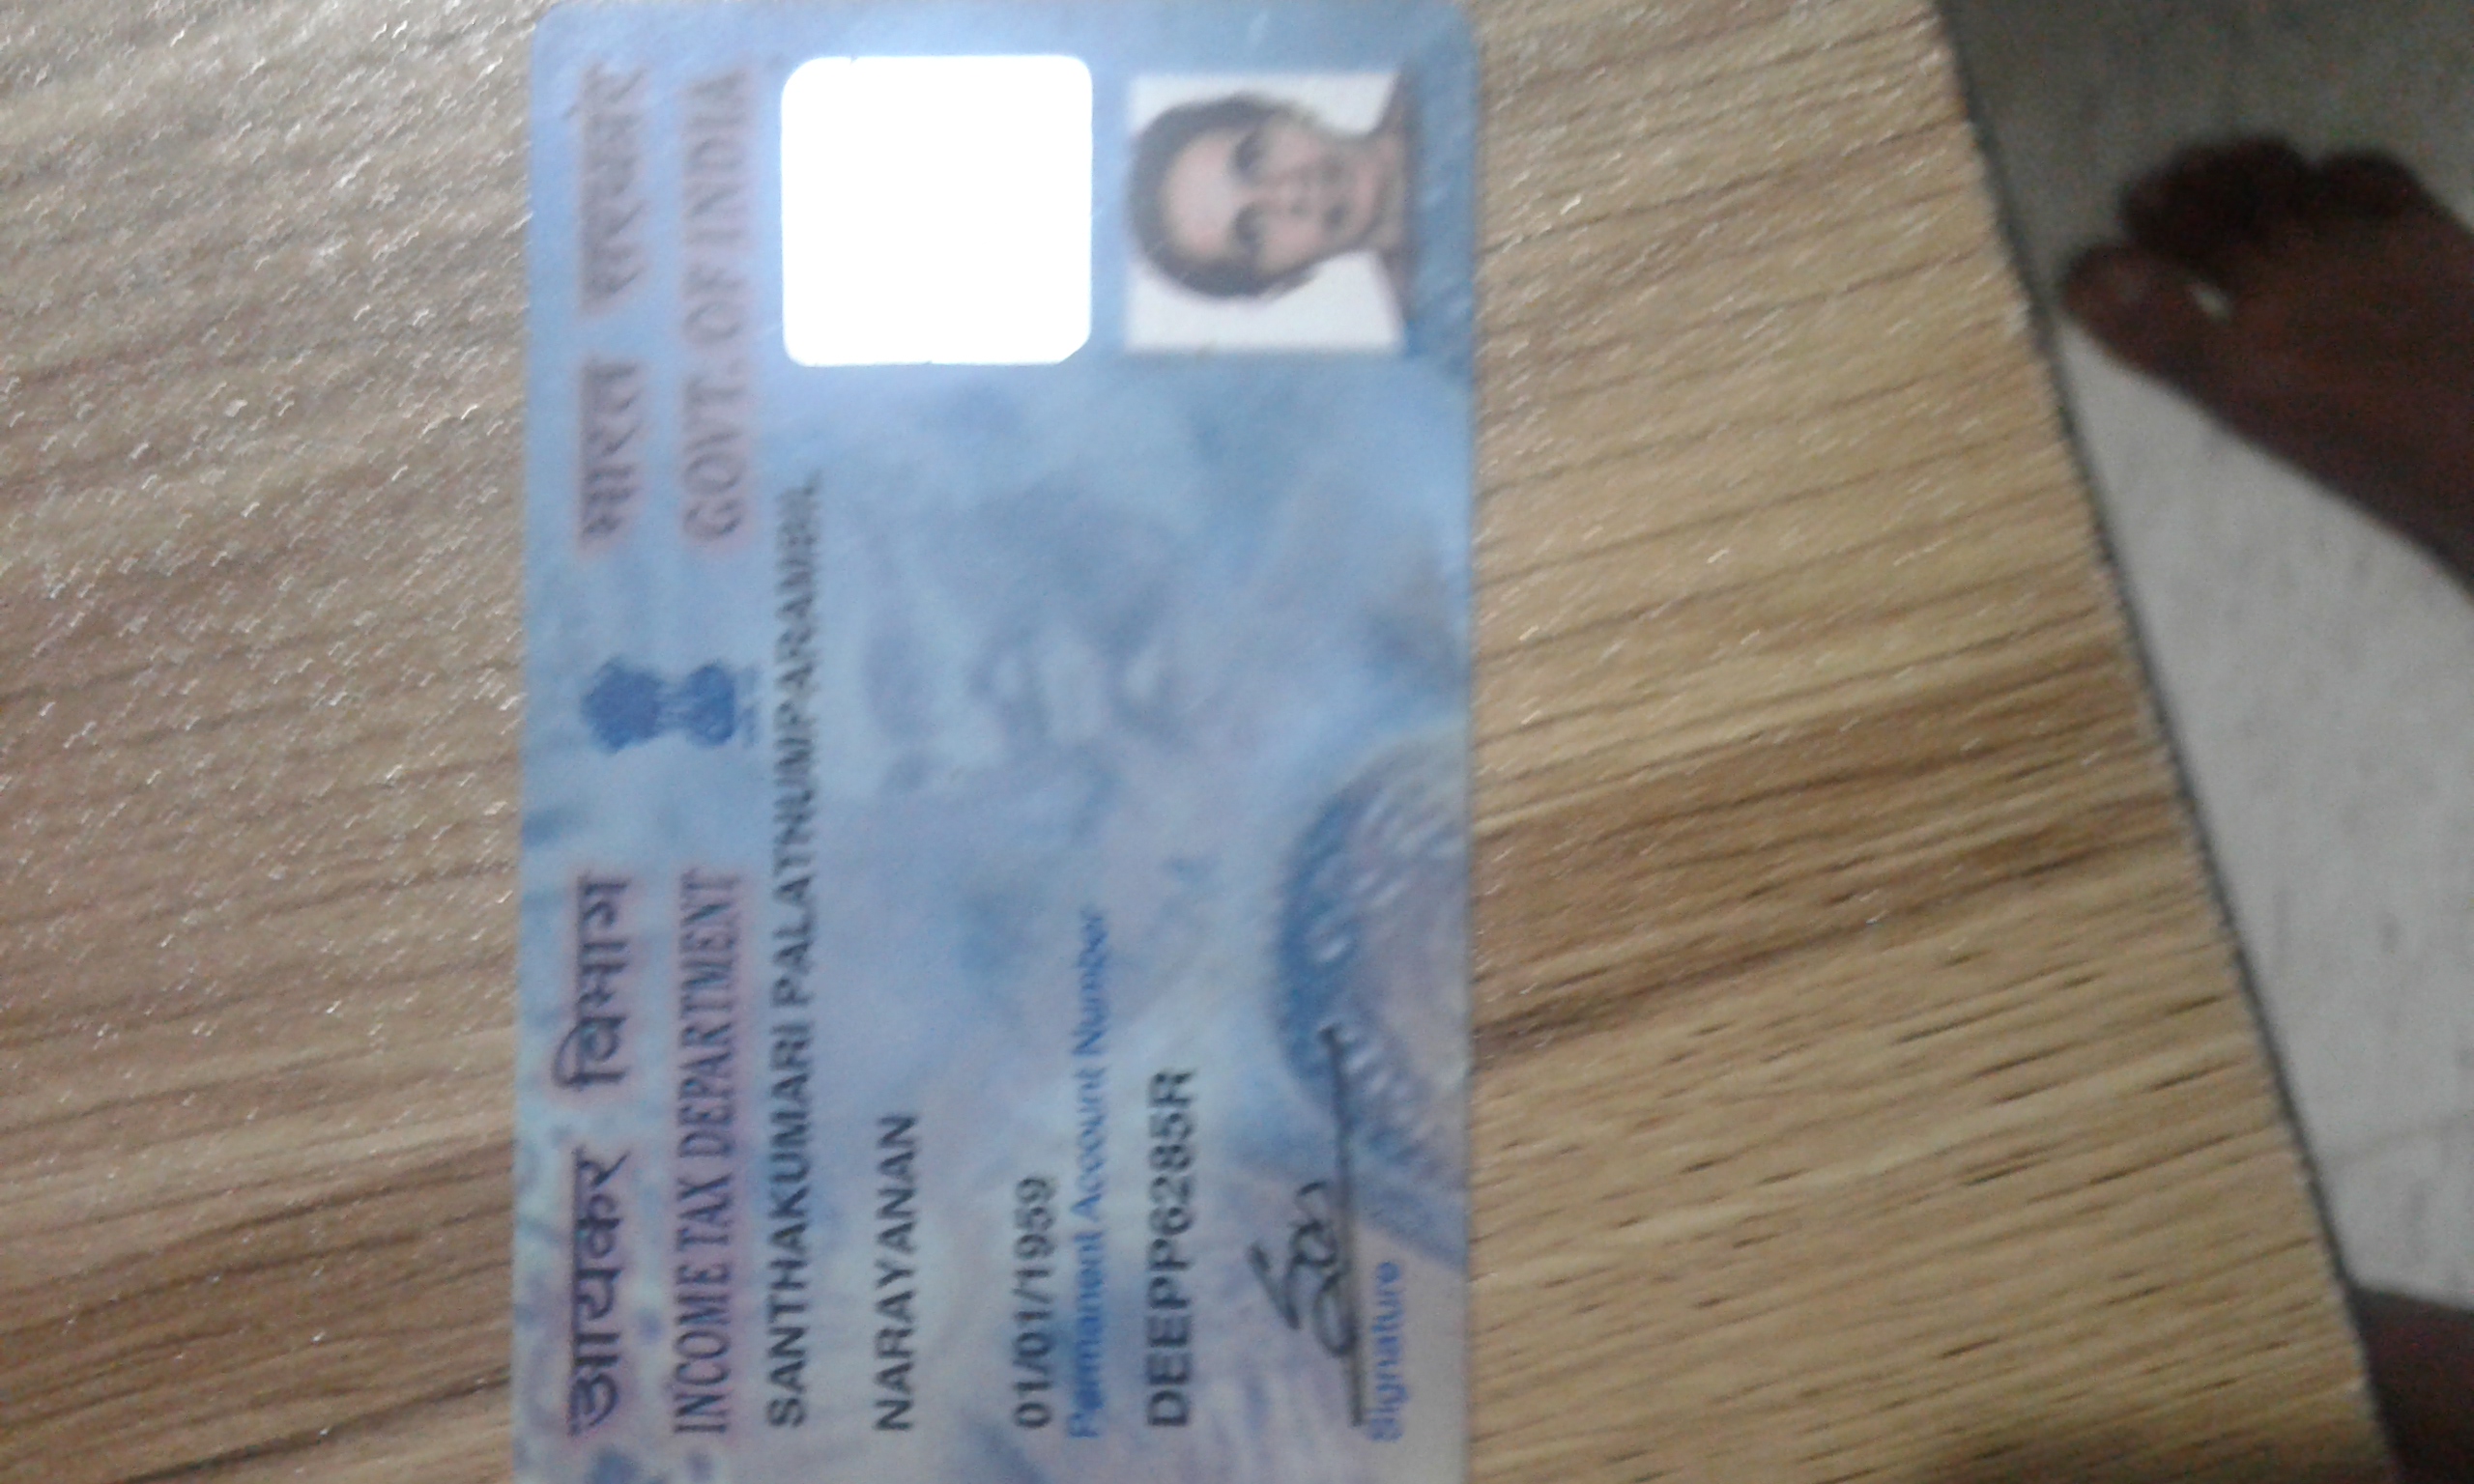 आयकर विभाग
भारत सरकार
INCOME TAX DEPARTMENT
GOVT. OF INDIA
SANTHAKUMARI PALATHUMPARAMBIL
NARAYANAN
01/01/1959
Permanent Account Number
DEEPP6285R
Signature